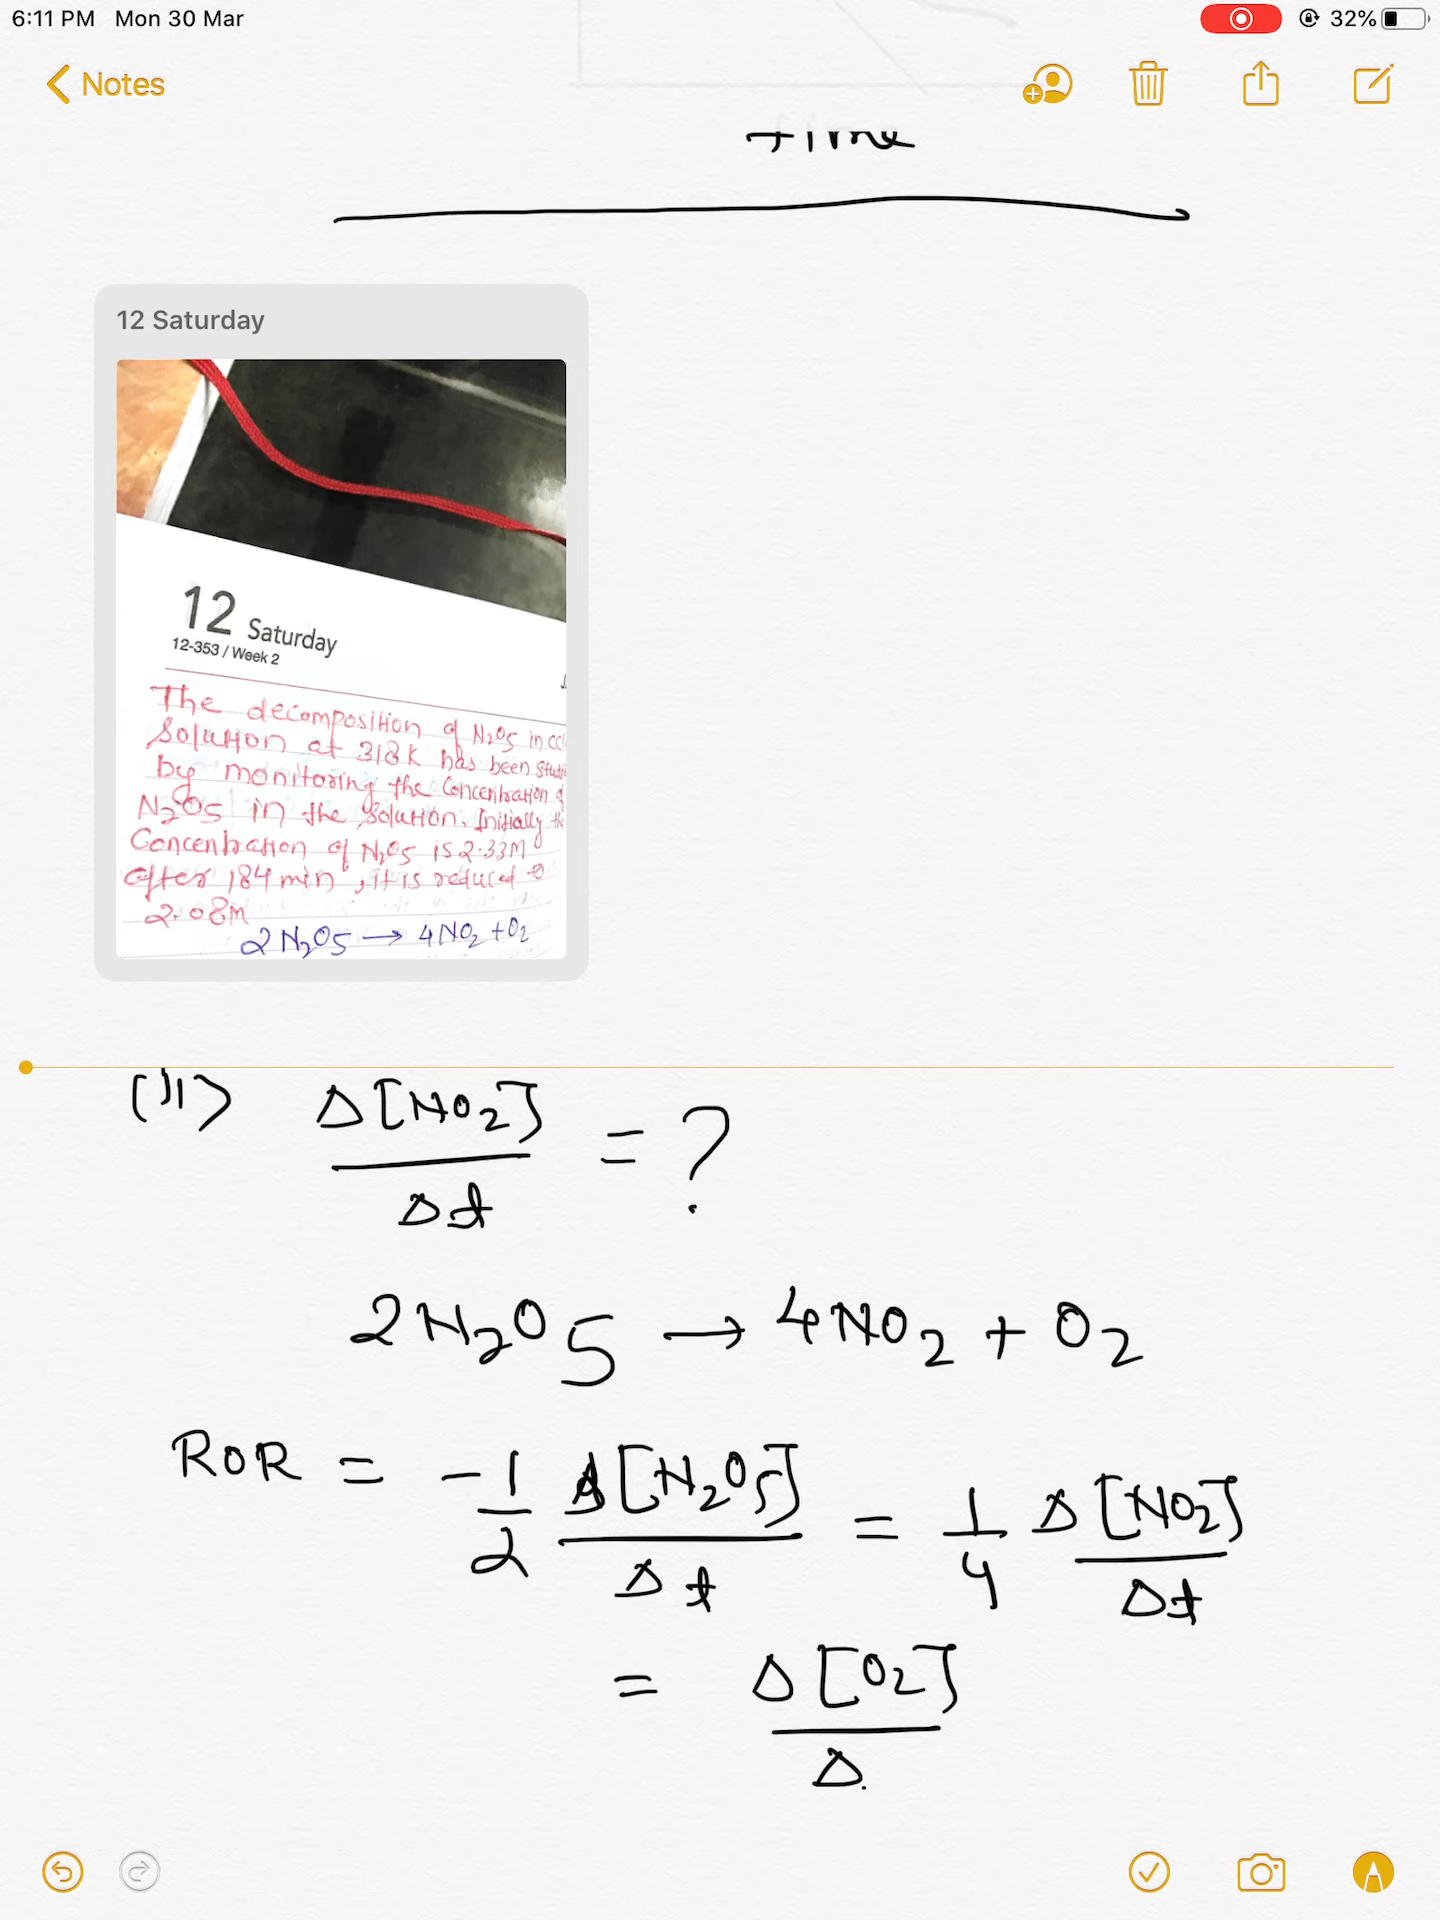 6:11 PM Mon 30 Mar
32%
Notes
time
12 Saturday
12 Saturday
12-353 / Week 2
The decomposition of N2O5 in
Solution at 318K has been
by monitoring the Concentration
N2O5 in the solution. Initially
Concentration of N2O5 is 2.33M
after 184 min, it is reduced to
2.08M
2N2O5 → 4NO2 + O2
(ii) Δ[NO2]
= ?
Δt
2N2O5 → 4NO2 + O2
ROR = -1/2 Δ[N2O5]/Δt = 1/4 Δ[NO2]/Δt
= Δ[O2]
Δ